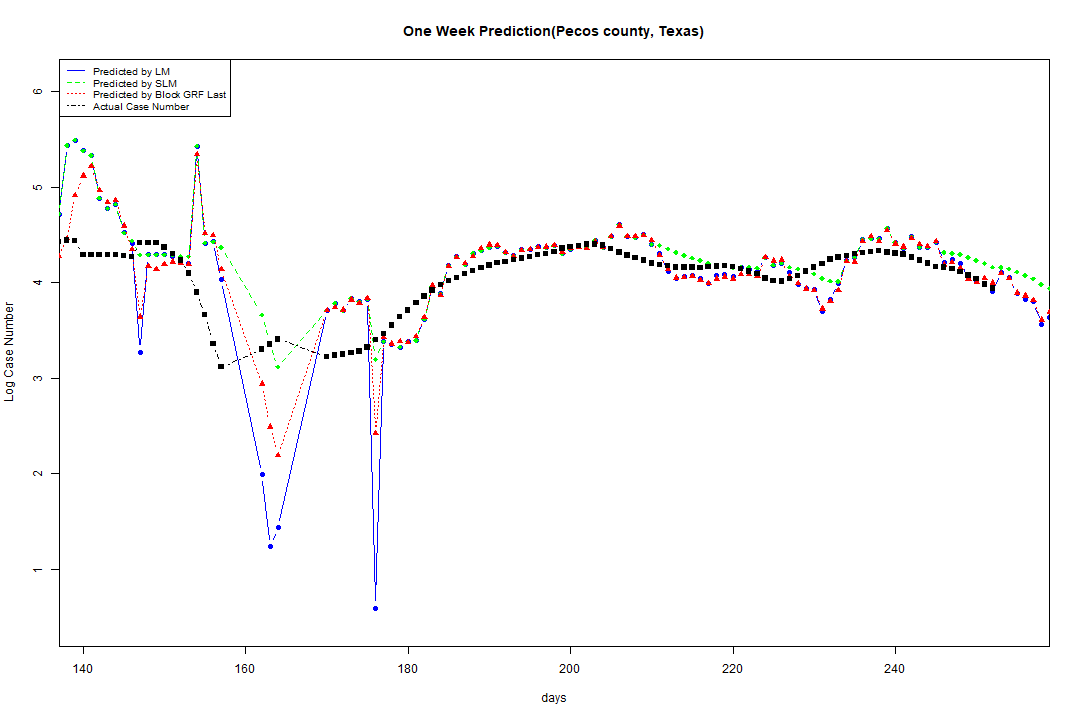 One Week Prediction(Pecos county, Texas)
Predicted by LM
Predicted by SLM
Predicted by Block GRF Last
Actual Case Number
6
5
4
3
2
1
Log Case Number
140 160 180 200 220 240
days